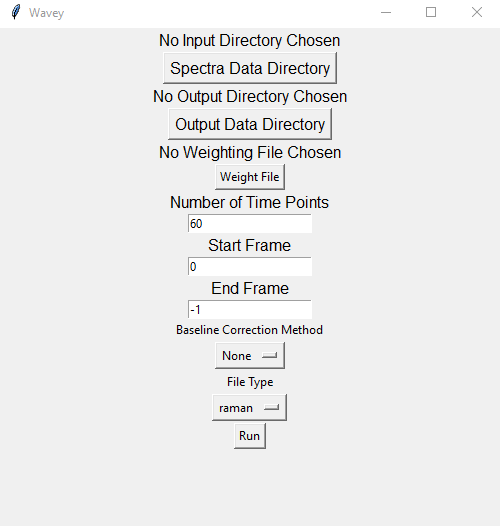 Wavey
No Input Directory Chosen
Spectra Data Directory
No Output Directory Chosen
Output Data Directory
No Weighting File Chosen
Weight File
Number of Time Points
60
Start Frame
0
End Frame
-1
Baseline Correction Method
None
File Type
raman
Run